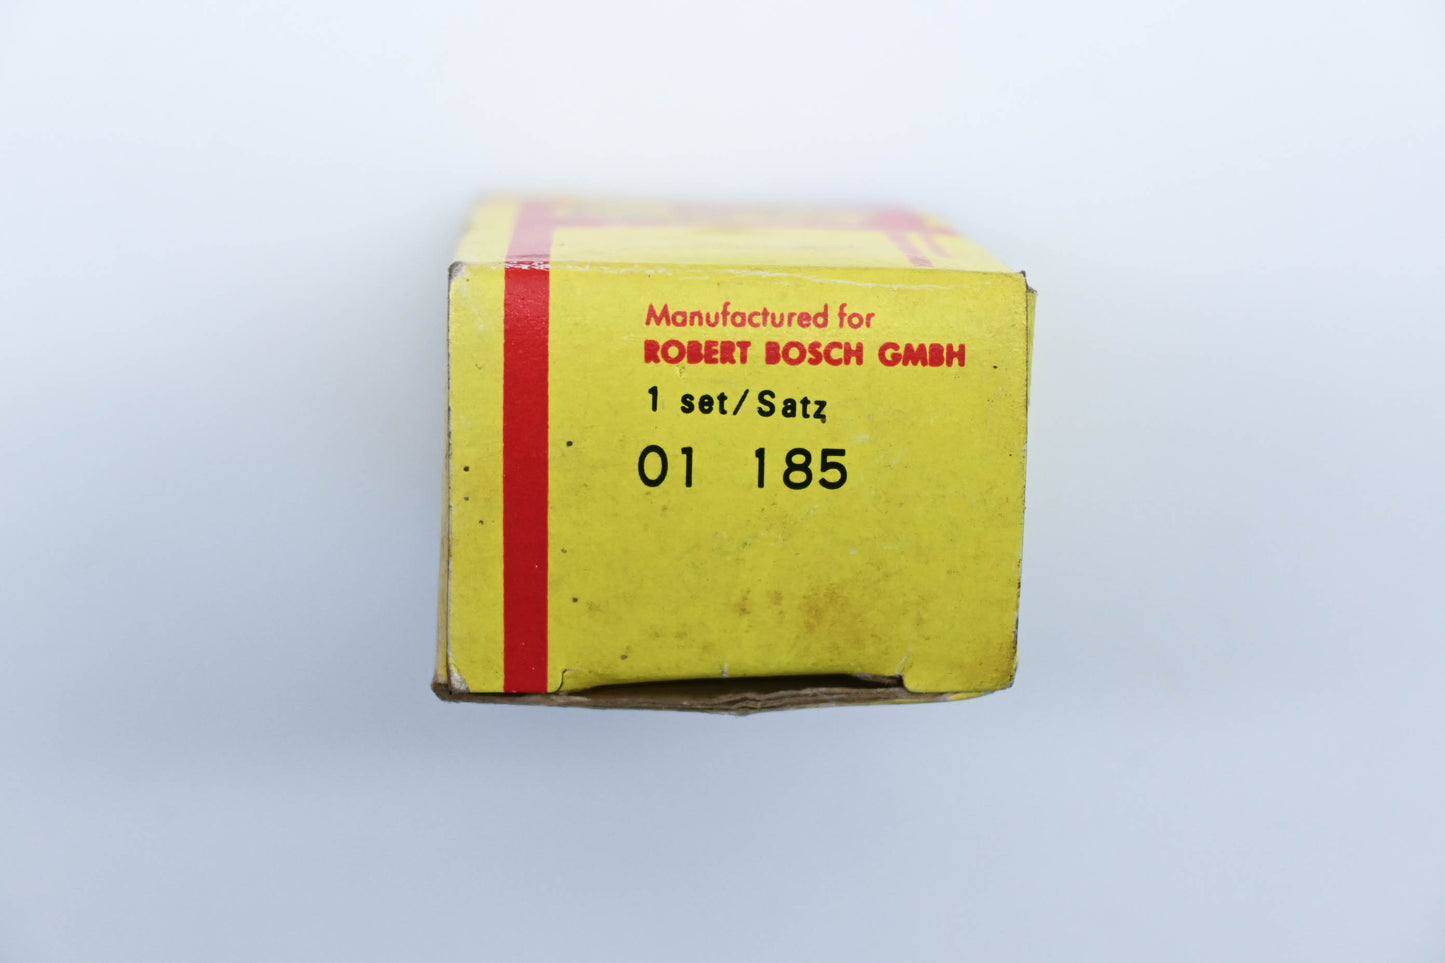 Manufactured for
ROBERT BOSCH GMBH
1 set/Satz
01 185